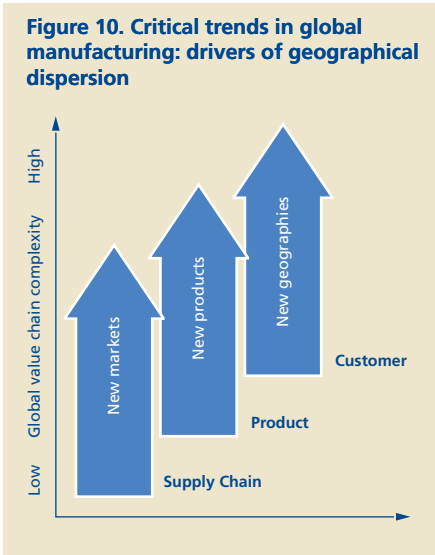 Figure 10. Critical trends in global
manufacturing: drivers of geographical
dispersion
High
Global value chain complexity
Low
New markets
New products
New geographies
Customer
Product
Supply Chain